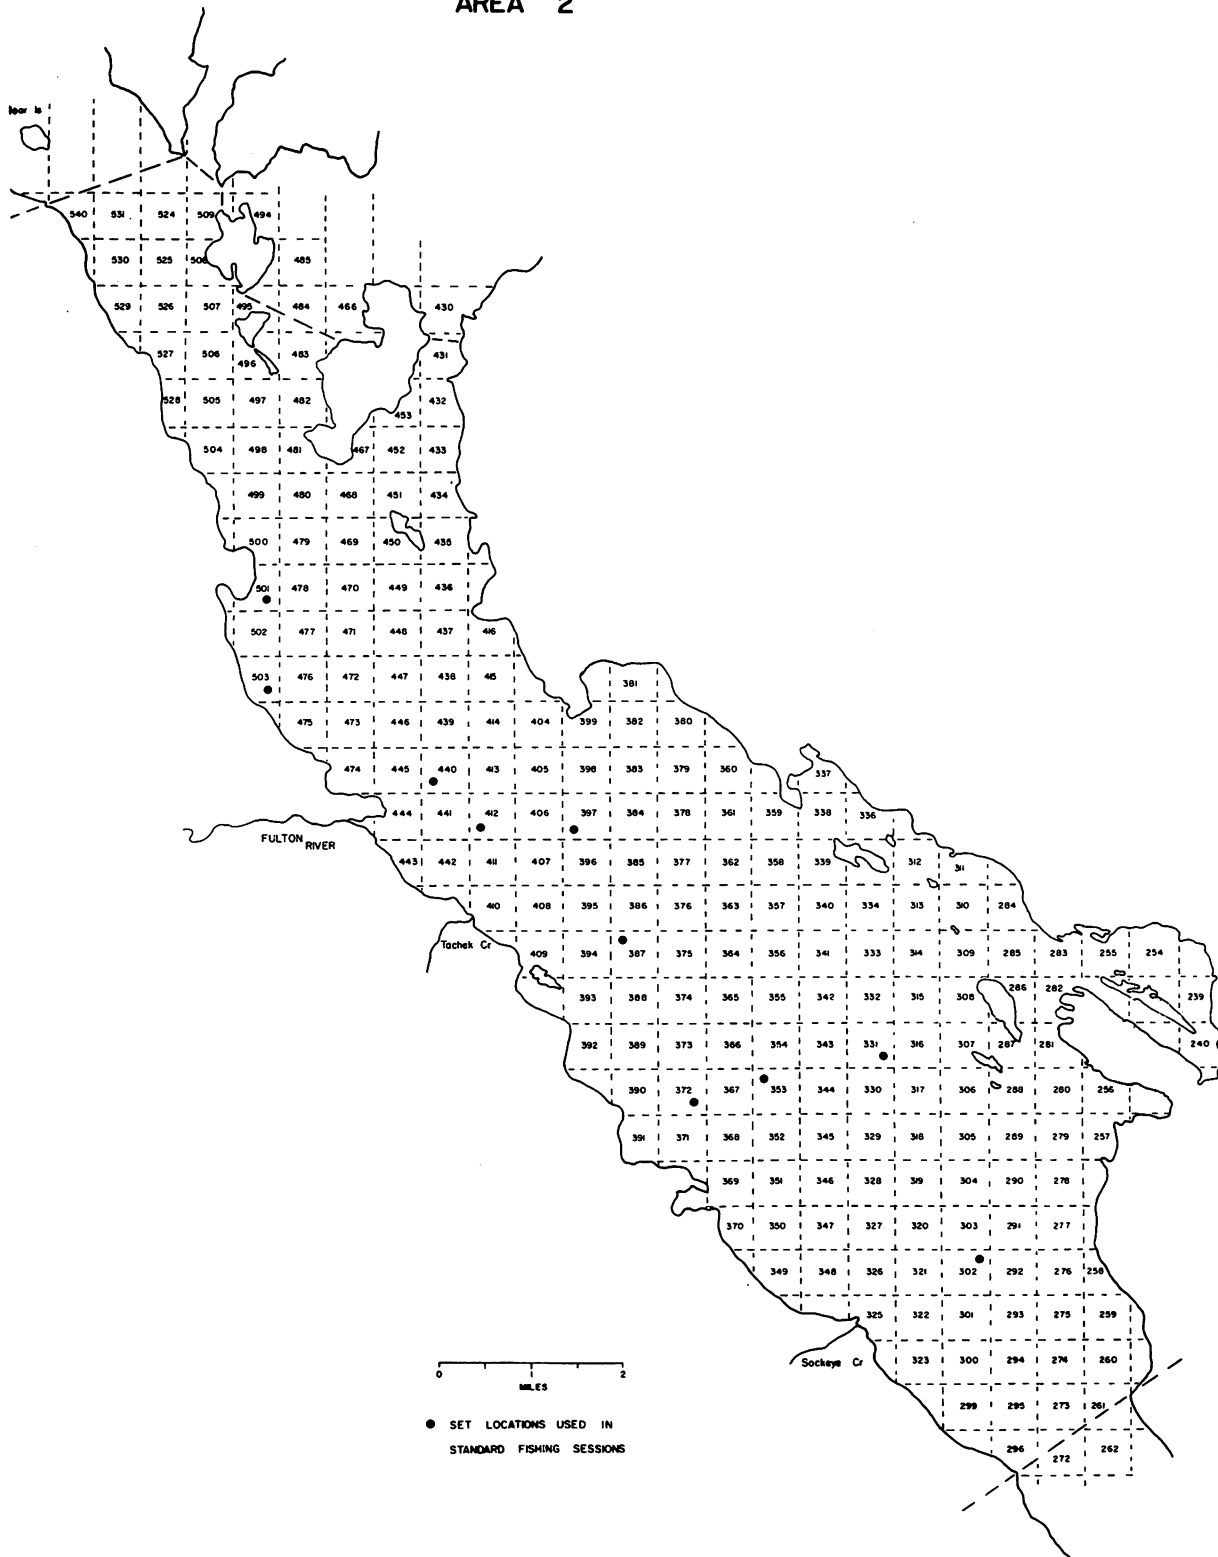 AREA 2
540 531 524 509 494
530 525 508 485
529 526 507 495 484 466 430
527 506 496 483 431
528 505 497 482 453 432
504 498 481 467 452 433
499 480 468 451 434
500 479 469 450 435
501 478 470 449 436
502 477 471 448 437 416
503 476 472 447 438 415 381
475 473 446 439 414 404 399 382 380
474 445 440 413 405 398 383 379 360 337
444 441 412 406 397 384 378 361 359 338 336
FULTON RIVER
443 442 411 407 396 385 377 362 358 339 312 311
410 408 395 386 376 363 357 340 334 313 310 284
Tachek Cr
409 394 387 375 364 356 341 333 314 309 285 283 255 254
393 388 374 365 355 342 332 315 308 286 282 239
392 389 373 366 354 343 331 316 307 287 281 240
390 372 367 353 344 330 317 306 288 280 256
391 371 368 352 345 329 318 305 289 279 257
369 351 346 328 319 304 290 278
370 350 347 327 320 303 291 277
349 348 326 321 302 292 276 258
325 322 301 293 275 259
Sockeye Cr
323 300 294 274 260
299 295 273 261
296 272 262
0 2
MILES
SET LOCATIONS USED IN
STANDARD FISHING SESSIONS